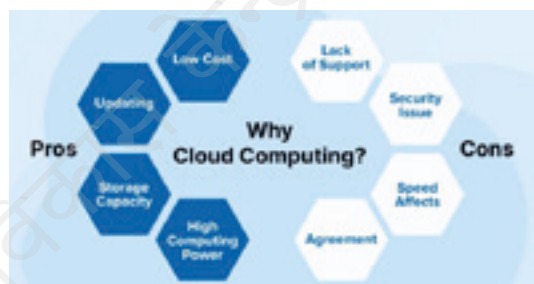 Pros
Low Cost
Updating
Storage
Capacity
High
Computing
Power
Why
Cloud Computing?
Lack
of Support
Security
Issue
Speed
Affects
Agreement
Cons